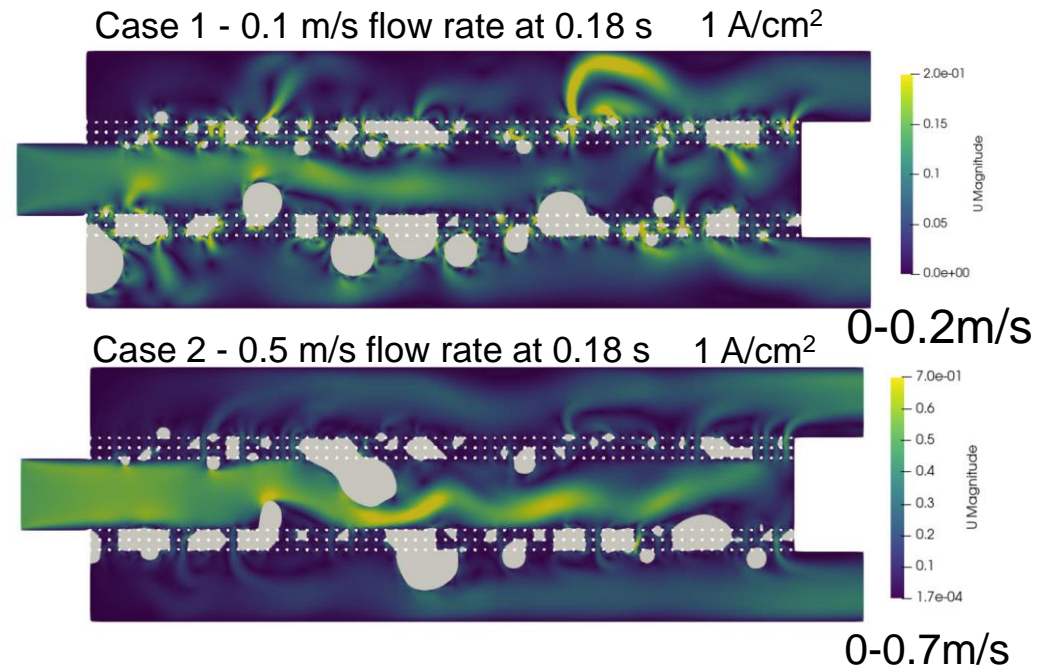 Case 1 - 0.1 m/s flow rate at 0.18 s 1 A/cm²
2.0e-01
0.15
0.1
0.05
0.0e+00
U Magnitude
0-0.2m/s
Case 2 - 0.5 m/s flow rate at 0.18 s 1 A/cm²
7.0e-01
0.6
0.5
0.4
0.3
0.2
0.1
1.7e-04
U Magnitude
0-0.7m/s